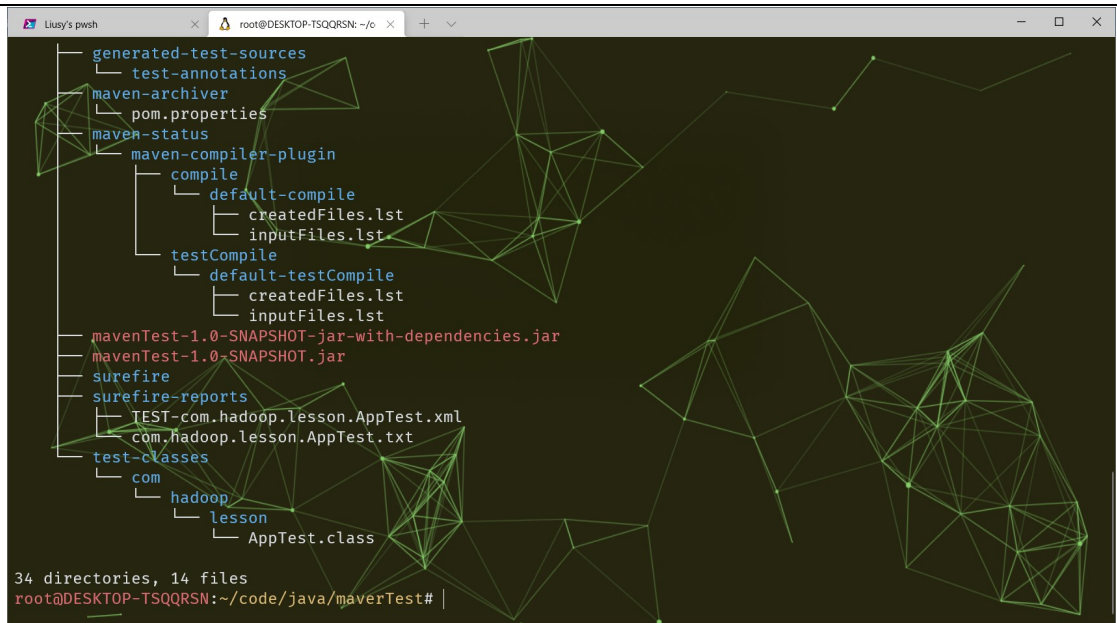 Liusy's pwsh
root@DESKTOP-TSQQRSN: ~/c
├── generated-test-sources
│   └── test-annotations
├── maven-archiver
│   └── pom.properties
├── maven-status
│   └── maven-compiler-plugin
│       ├── compile
│       │   └── default-compile
│       │       ├── createdFiles.lst
│       │       └── inputFiles.lst
│       └── testCompile
│           └── default-testCompile
│               ├── createdFiles.lst
│               └── inputFiles.lst
├── mavenTest-1.0-SNAPSHOT-jar-with-dependencies.jar
├── mavenTest-1.0-SNAPSHOT.jar
├── surefire
├── surefire-reports
│   ├── TEST-com.hadoop.lesson.AppTest.xml
│   └── com.hadoop.lesson.AppTest.txt
└── test-classes
    └── com
        └── hadoop
            └── lesson
                └── AppTest.class
34 directories, 14 files
root@DESKTOP-TSQQRSN:~/code/java/maverTest#